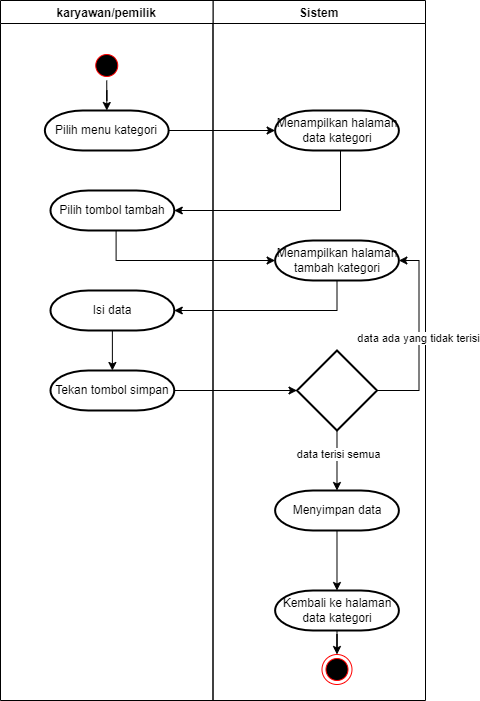 karyawan/pemilik
Sistem
Pilih menu kategori
Menampilkan halaman
data kategori
Pilih tombol tambah
Menampilkan halaman
tambah kategori
Isi data
data ada yang tidak terisi
Tekan tombol simpan
data terisi semua
Menyimpan data
Kembali ke halaman
data kategori